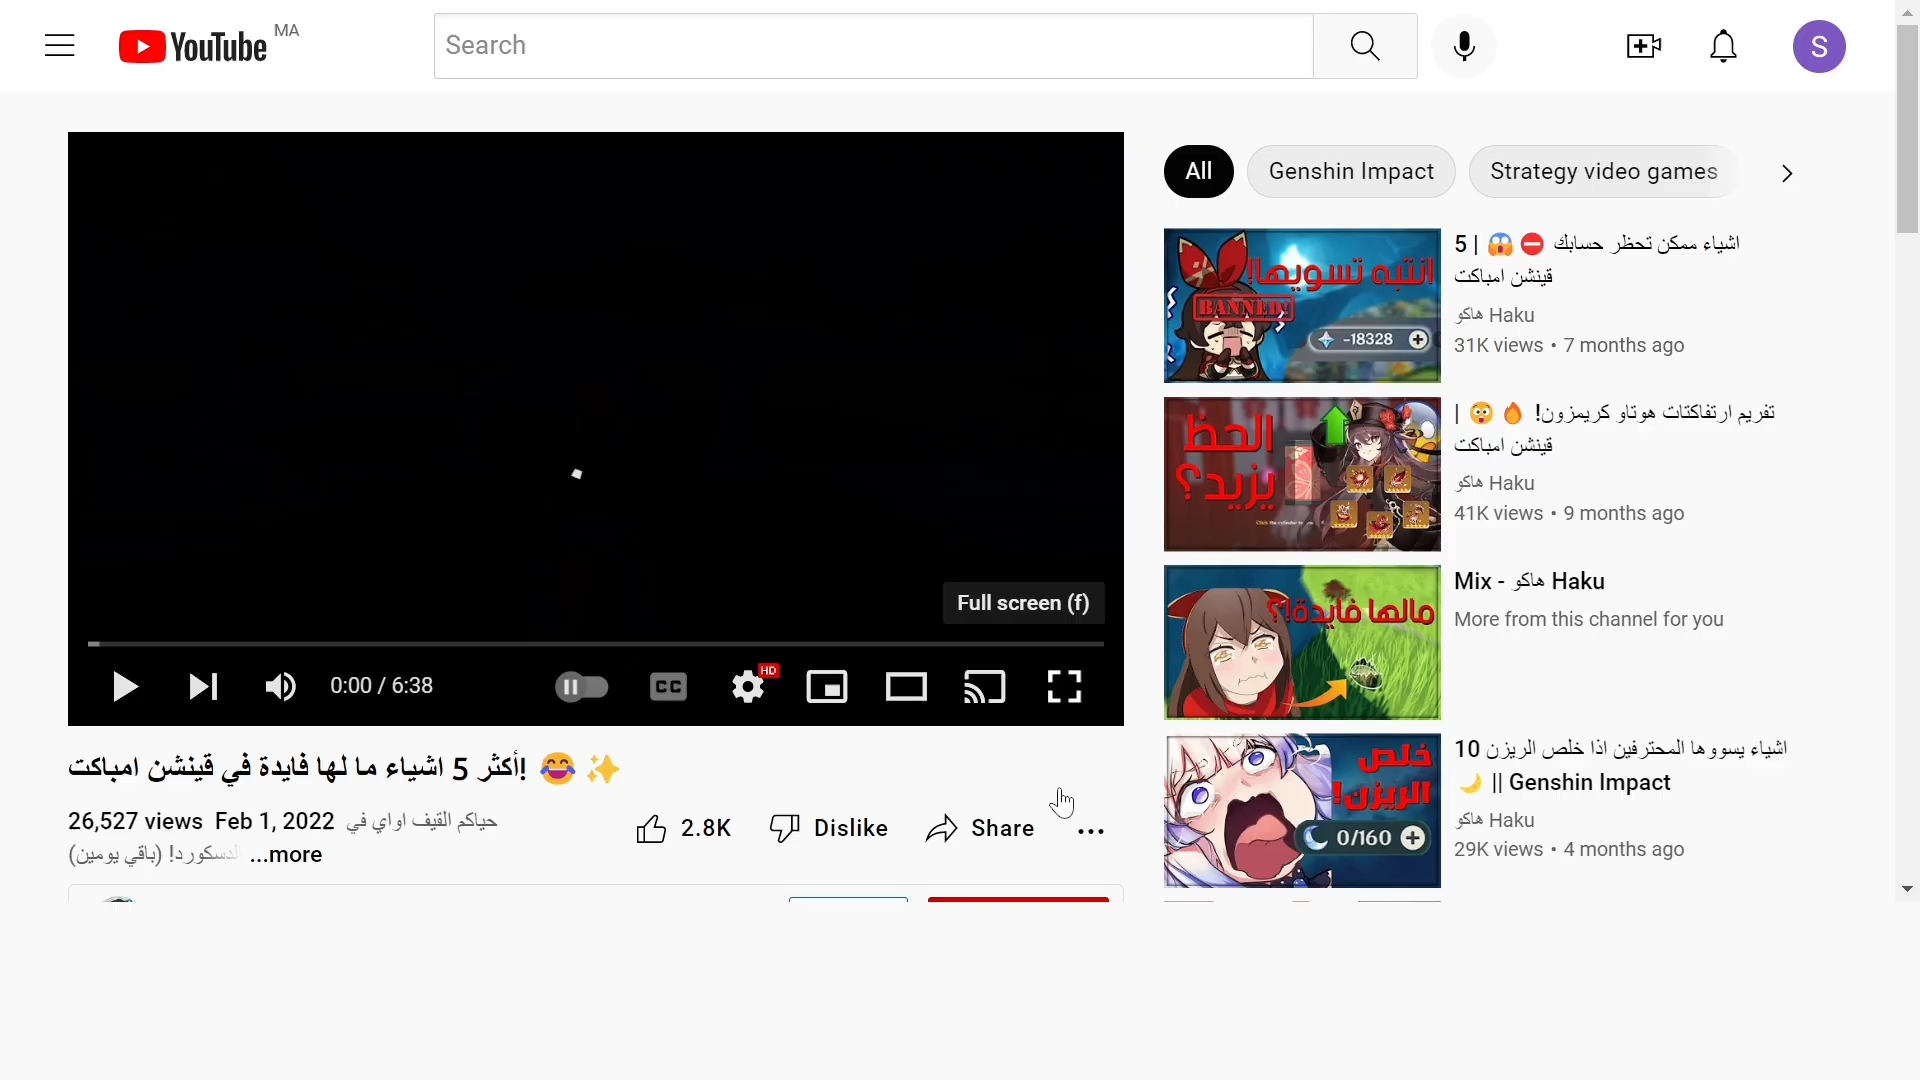 YouTube MA
Search
S
All
Genshin Impact
Strategy video games
Full screen (f)
HD
CC
0:00 / 6:38
أكثر 5 اشياء ما لها فايدة في قينشن امباكت! 😂 ✨
26,527 views Feb 1, 2022 حياكم القيف اواي في
الدسكورد! (باقي يومين) ...more
2.8K
Dislike
Share
انتبه تسويها!
BANNED!
-18328
5 اشياء ممكن تحظر حسابك ⛔ 😱 |
قينشن امباكت
هاكو Haku
31K views • 7 months ago
الحظ
يزيد؟
تفريم ارتفاكتات هوتاو كريمزون! 🔥 😳 |
قينشن امباكت
هاكو Haku
41K views • 9 months ago
مالها فايدة!؟
Mix - هاكو Haku
More from this channel for you
خلص
الريزن!
0/160
10 اشياء يسووها المحترفين اذا خلص الريزن
🌙 || Genshin Impact
هاكو Haku
29K views • 4 months ago